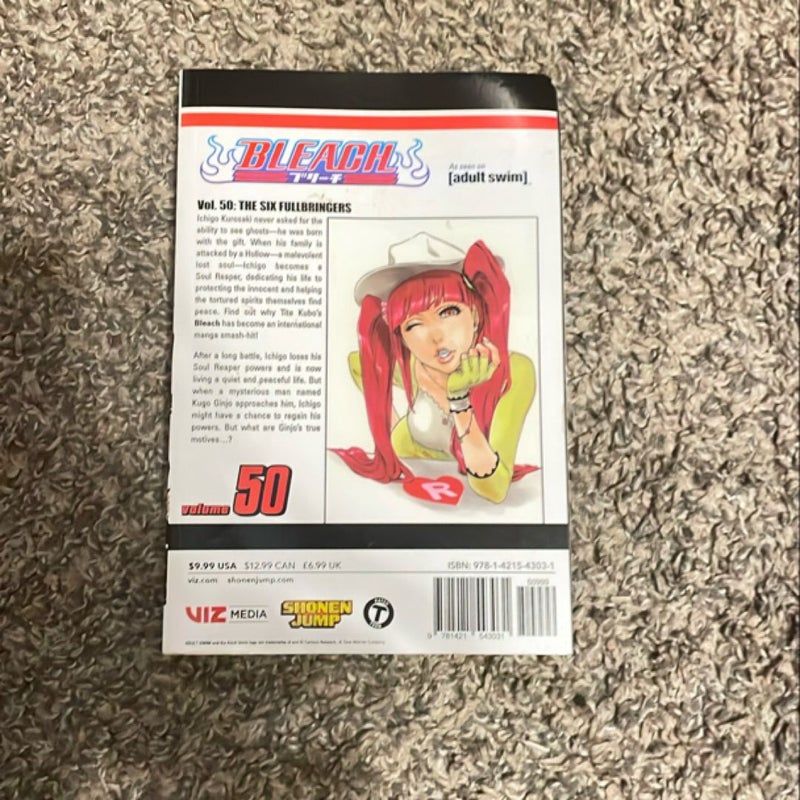 BLEACH
ブリーチ
As seen on
[adult swim]
Vol. 50: THE SIX FULLBRINGERS
Ichigo Kurosaki never asked for the
ability to see ghosts—he was born
with the gift. When his family is
attacked by a Hollow—a malevolent
lost soul—Ichigo becomes a
Soul Reaper, dedicating his life to
protecting the innocent and helping
the tortured spirits themselves find
peace. Find out why Tite Kubo's
Bleach has become an international
manga smash-hit!
After a long battle, Ichigo loses his
Soul Reaper powers and is now
living a quiet and peaceful life. But
when a mysterious man named
Kugo Ginjo approaches him, Ichigo
might have a chance to regain his
powers. But what are Ginjo's true
motives...?
R
volume 50
$9.99 USA $12.99 CAN £6.99 UK
viz.com shonenjump.com
ISBN: 978-1-4215-4303-1
50999
9 781421 543031
VIZ MEDIA
SHONEN
JUMP
RATED
T
TEEN